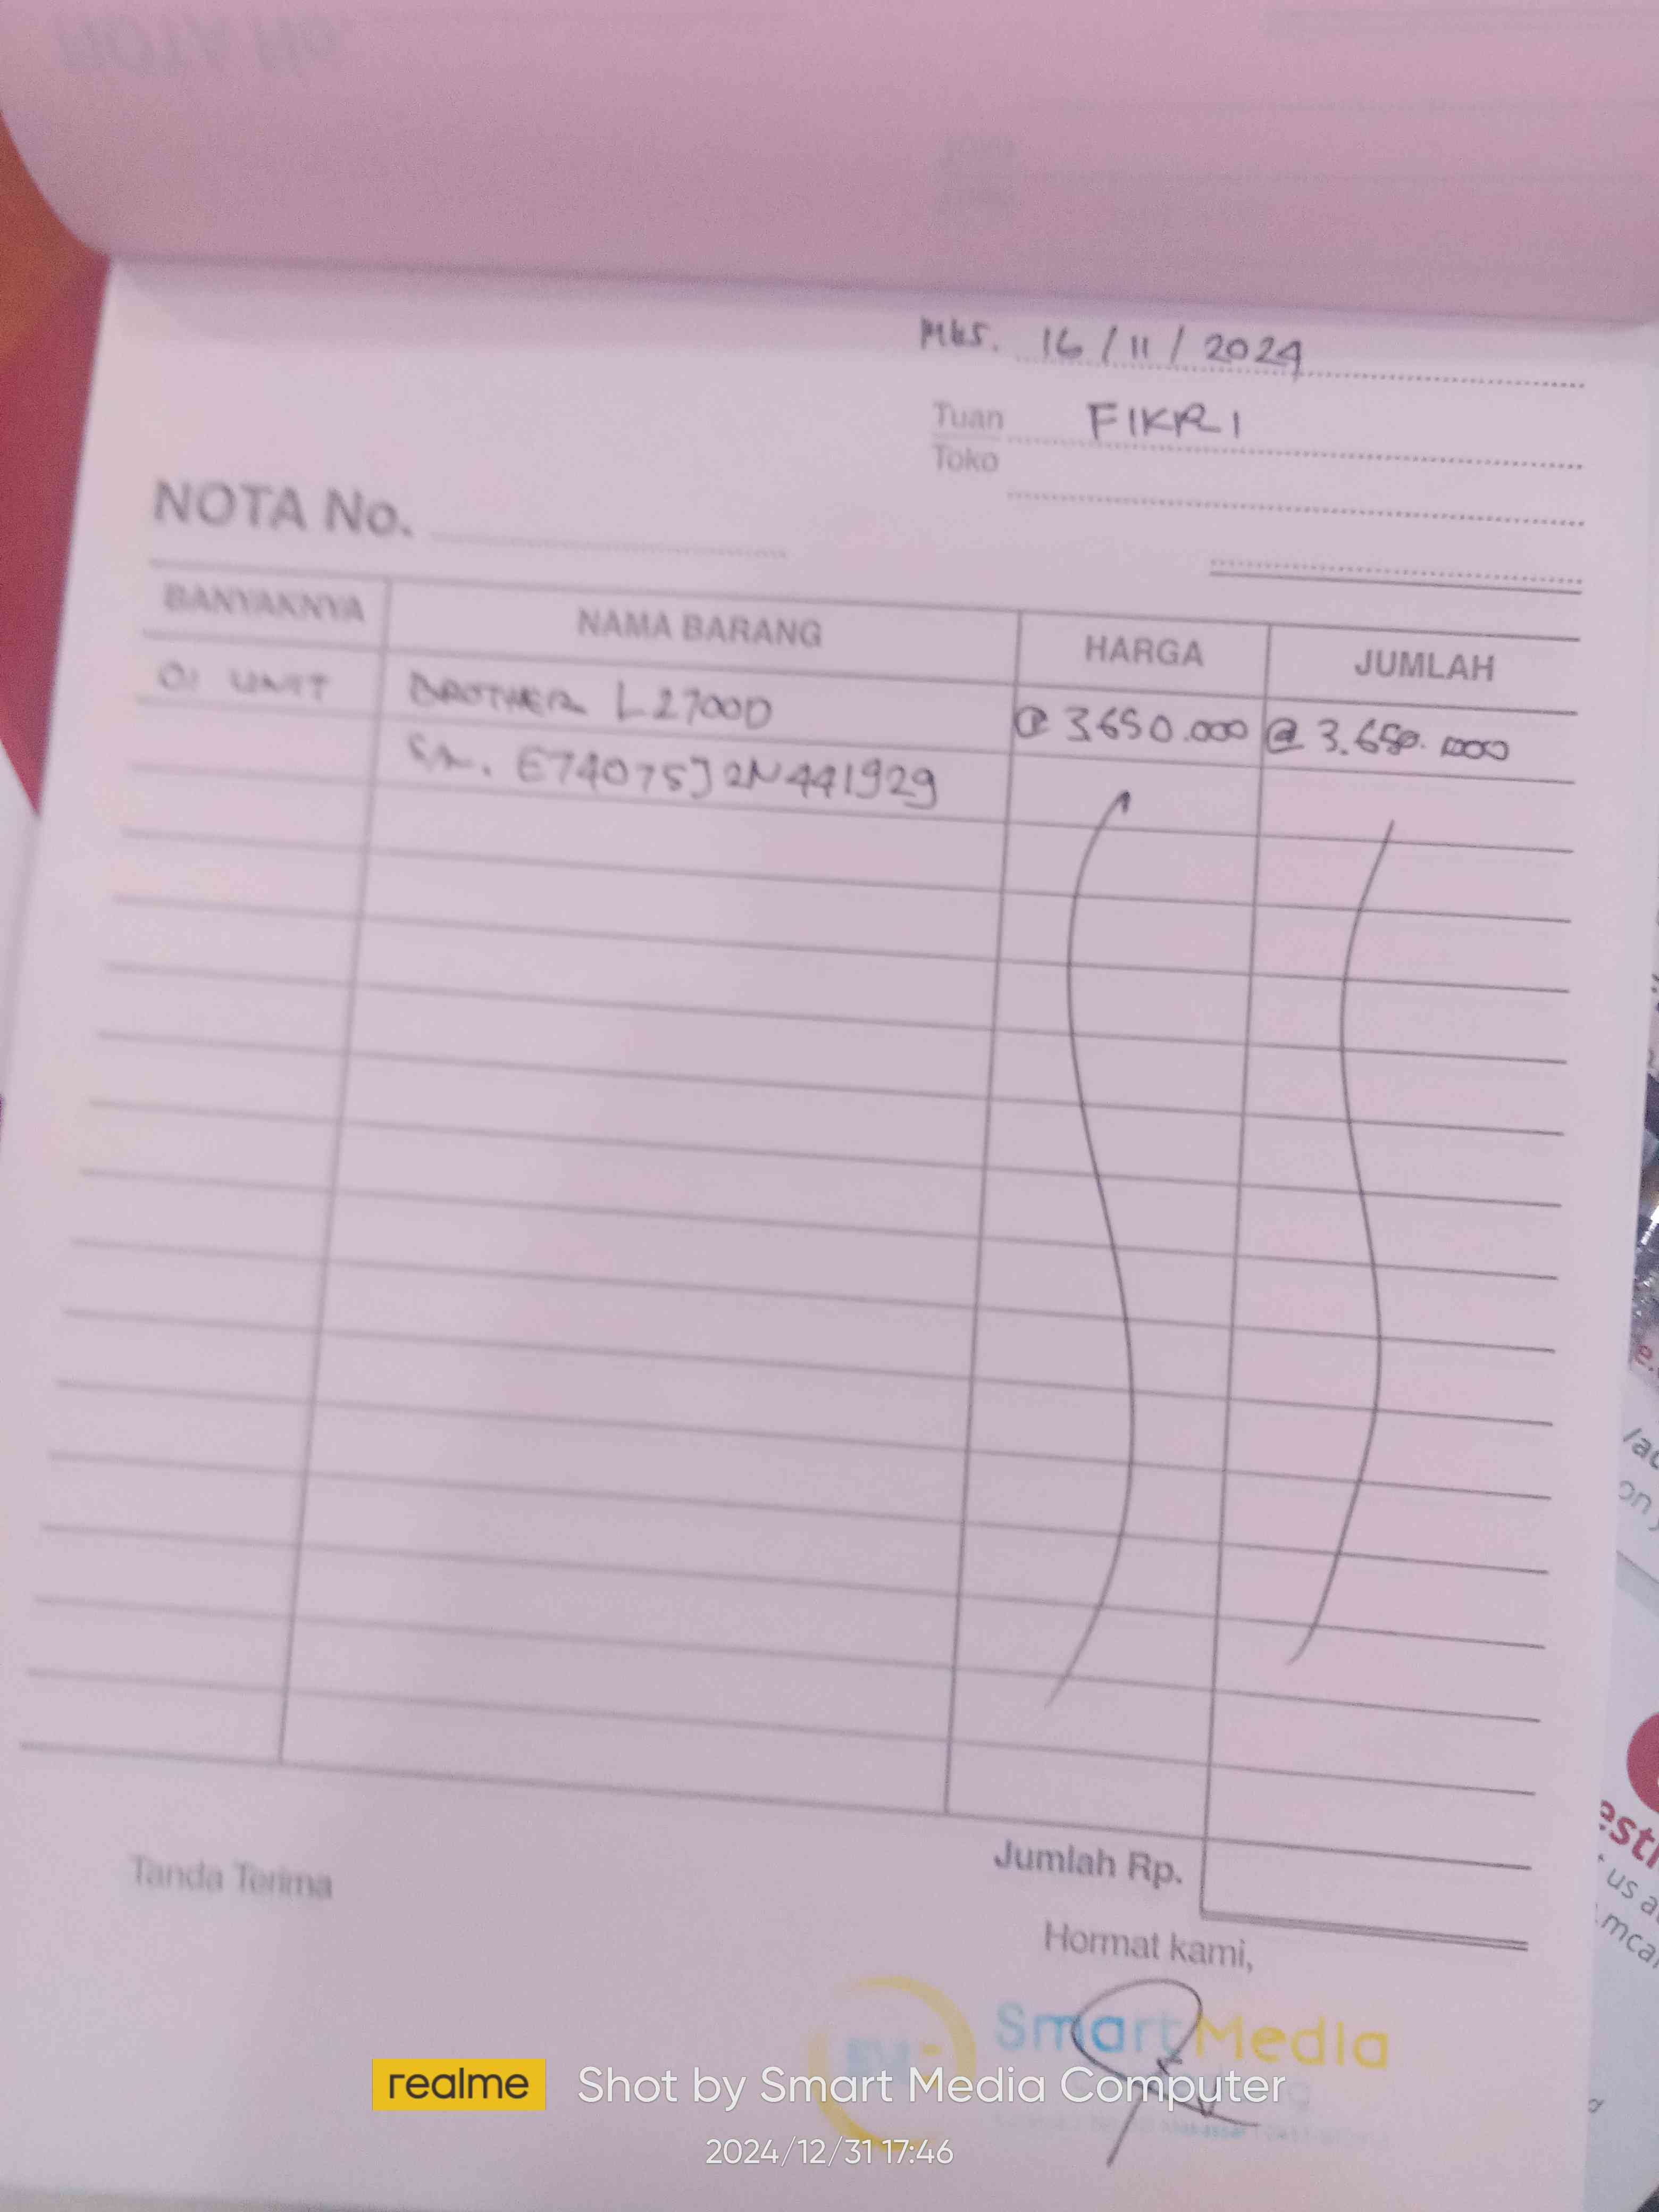 Mks. 16/11/2024
Tuan FIKRI
Toko
NOTA No.
BANYAKNYA NAMA BARANG HARGA JUMLAH
01 UNIT BROTHER L2700D @ 3.650.000 @ 3.650.000
S/N. E74075J2N441929
Jumlah Rp.
Tanda Terima
Hormat kami,
Smart Media
realme Shot by Smart Media Computer
2024/12/31 17:46